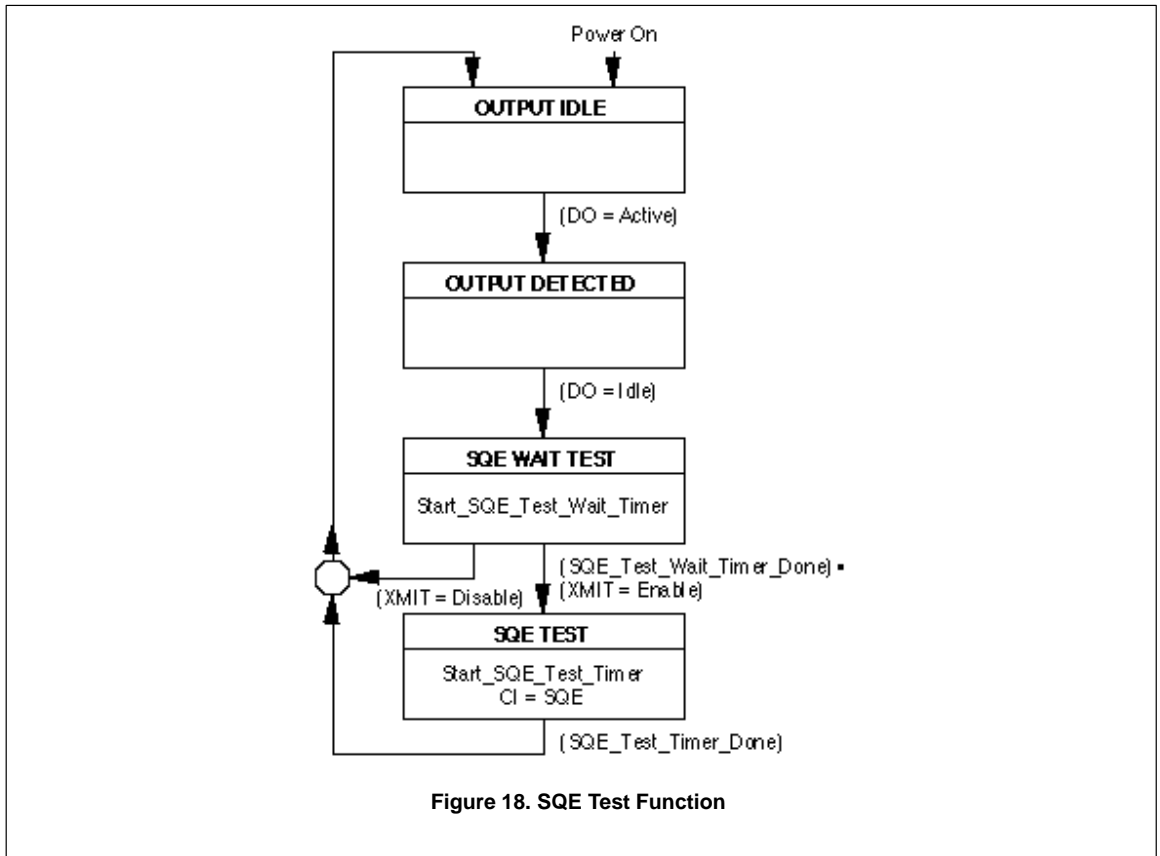 Power On
OUTPUT IDLE
(DO = Active)
OUTPUT DETECTED
(DO = Idle)
SQE WAIT TEST
Start_SQE_Test_Wait_Timer
(SQE_Test_Wait_Timer_Done) ▪
(XMIT = Disable)
(XMIT = Enable)
SQE TEST
Start_SQE_Test_Timer
CI = SQE
(SQE_Test_Timer_Done)
Figure 18. SQE Test Function